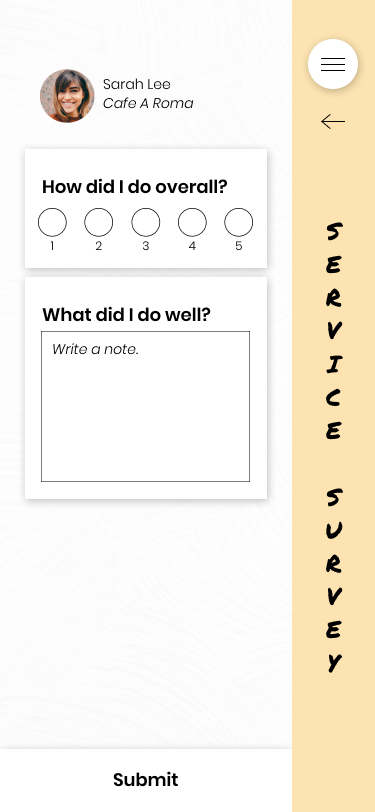 Sarah Lee
Cafe A Roma
How did I do overall?
1 2 3 4 5
What did I do well?
Write a note.
Submit
SERVICE SURVEY